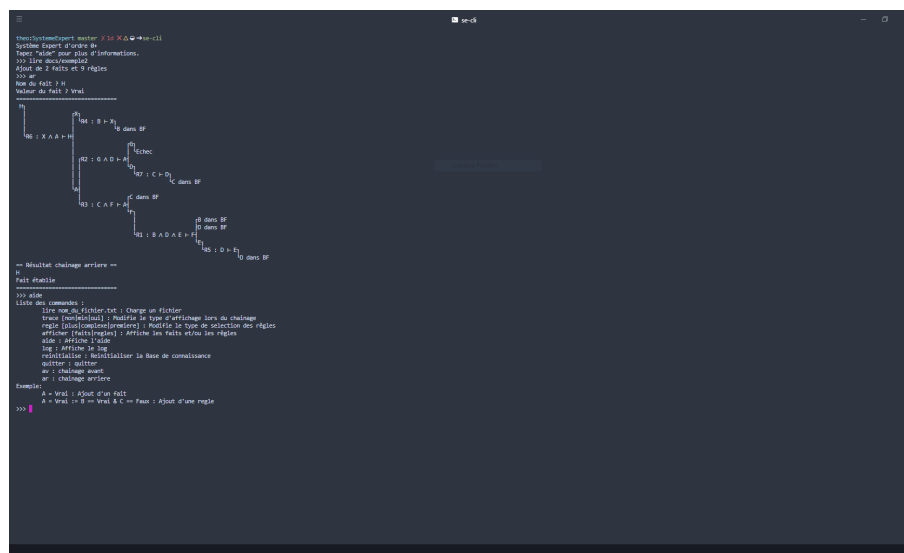 se-cli
theo:SystemeExpert master se-cli
Système Expert d'ordre 0+
Tapez "aide" pour plus d'informations.
>>> lire docs/exemple2
Ajout de 2 faits et 9 règles
>>> ar
Nom du fait ? H
Valeur du fait ? Vrai
===============================
H┐
┌X┐
│└R4 : B ⊢ X┐
└B dans BF
└R6 : X ∧ A ⊢ H┤
┌G┐
│└Echec
┌R2 : G ∧ D ⊢ A┤
└D┐
└R7 : C ⊢ D┐
└C dans BF
└A┤
┌C dans BF
└R3 : C ∧ F ⊢ A┤
└F┐
┌B dans BF
│D dans BF
└R1 : B ∧ D ∧ E ⊢ F┤
└E┐
└R5 : D ⊢ E┐
└D dans BF
== Résultat chainage arriere ==
H
Fait établie
===============================
>>> aide
Liste des commandes :
lire nom_du_fichier.txt : Charge un fichier
trace [non|min|oui] : Modifie le type d'affichage lors du chainage
regle [plus|complexe|premiere] : Modifie le type de selection des règles
afficher [faits|regles] : Affiche les faits et/ou les règles
aide : Affiche l'aide
log : Affiche le log
reinitialise : Reinitialiser la Base de connaissance
quitter : quitter
av : chainage avant
ar : chainage arriere
Exemple:
A = Vrai : Ajout d'un fait
A = Vrai := B == Vrai & C == Faux : Ajout d'une regle
>>>